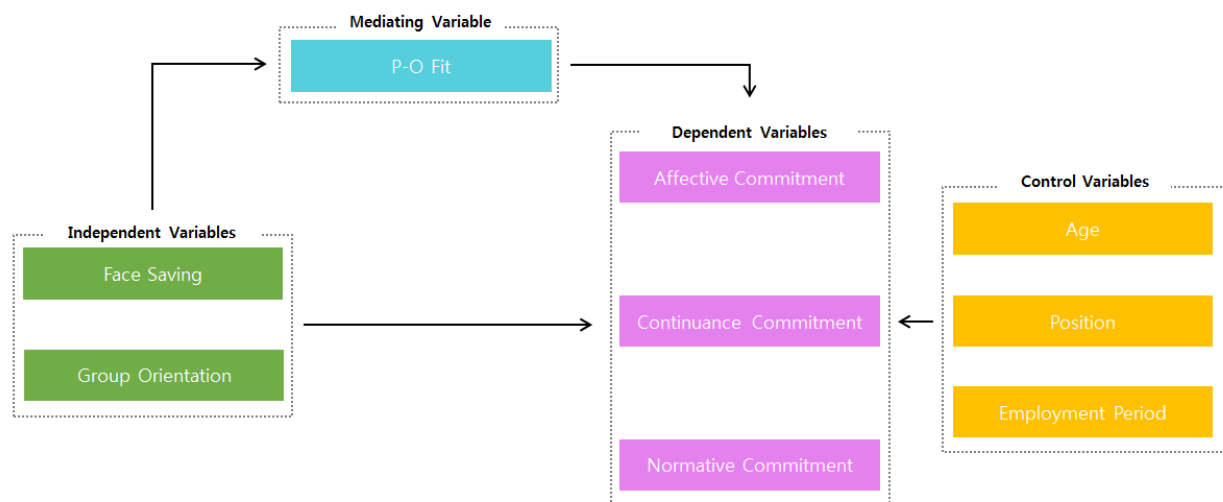 Mediating Variable
P-O Fit
Dependent Variables
Affective Commitment
Continuance Commitment
Normative Commitment
Independent Variables
Face Saving
Group Orientation
Control Variables
Age
Position
Employment Period